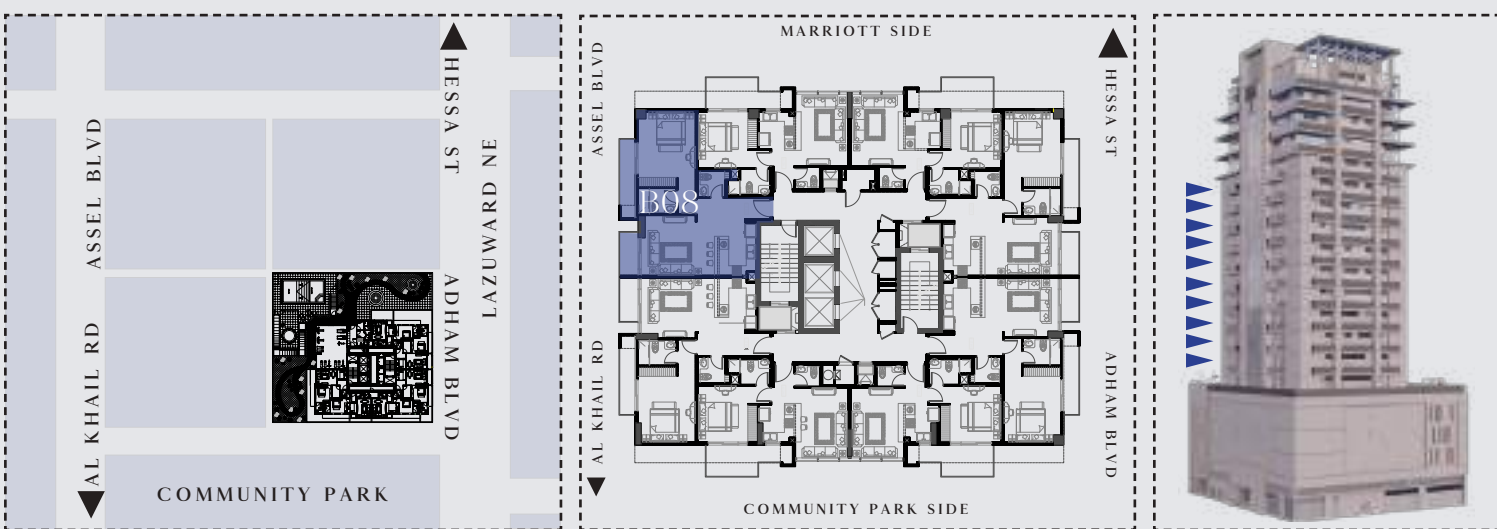 ASSEL BLVD
AL KHAIL RD
HESSA ST
ADHAM BLVD
LAZUWARD NE
COMMUNITY PARK
MARRIOTT SIDE
ASSEL BLVD
AL KHAIL RD
B08
HESSA ST
ADHAM BLVD
COMMUNITY PARK SIDE